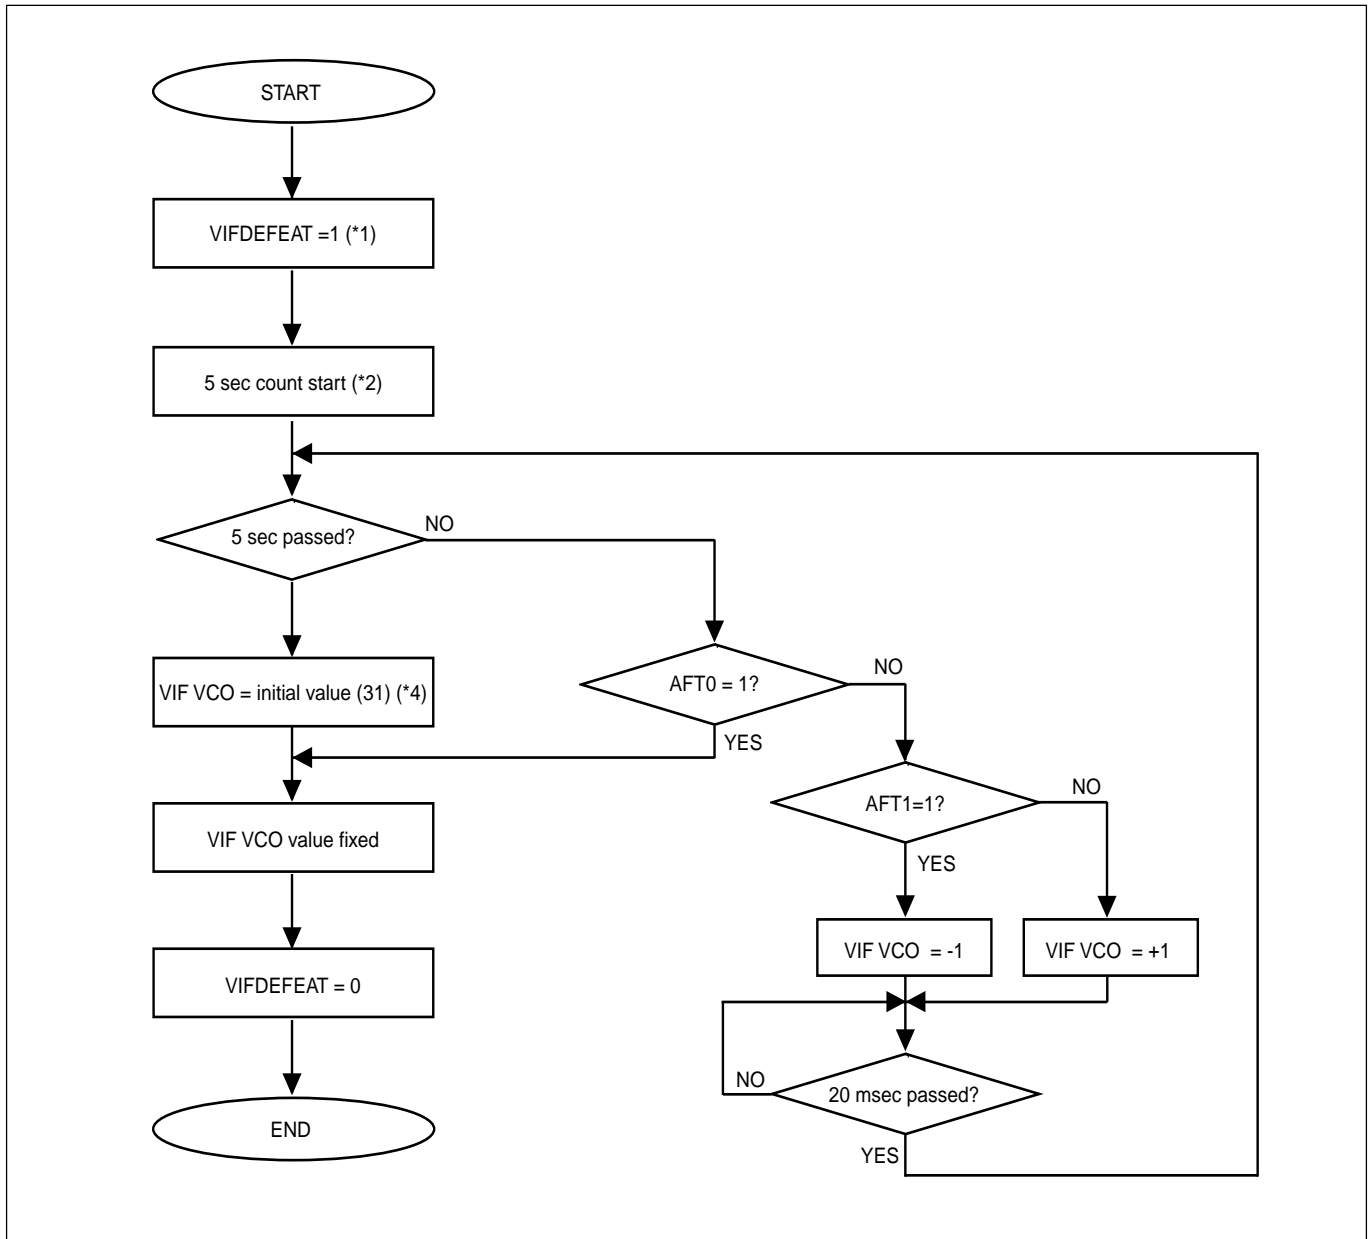 START
VIFDEFEAT =1 (*1)
5 sec count start (*2)
5 sec passed?
NO
VIF VCO = initial value (31) (*4)
AFT0 = 1?
NO
YES
AFT1=1?
NO
YES
VIF VCO value fixed
VIF VCO = -1
VIF VCO = +1
VIFDEFEAT = 0
20 msec passed?
NO
YES
END